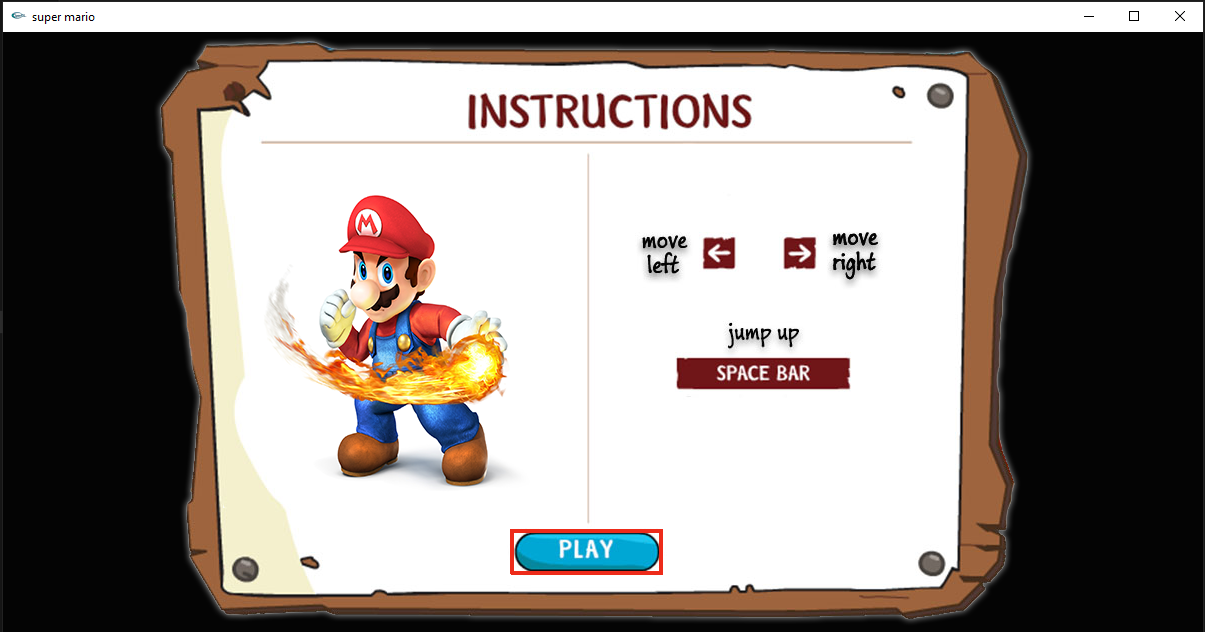 super mario
INSTRUCTIONS
M
move
left
move
right
jump up
SPACE BAR
PLAY